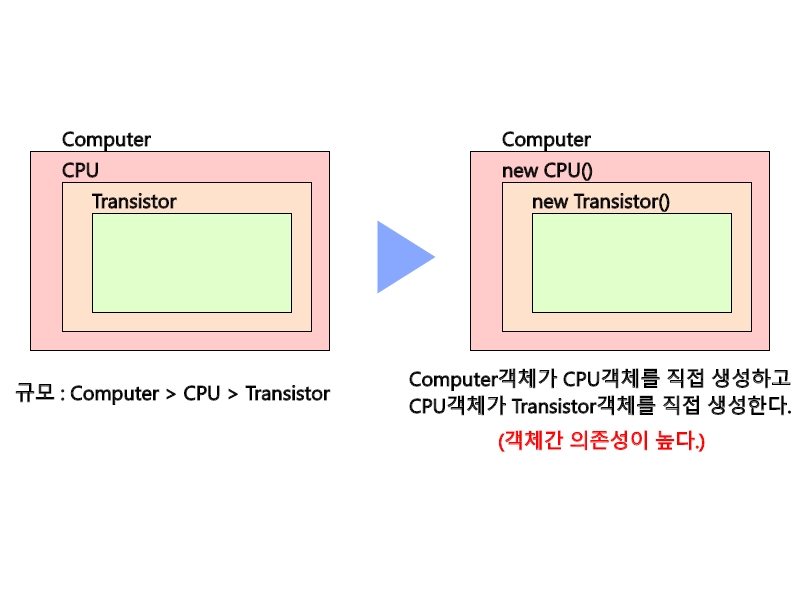 Computer
CPU
Transistor
규모 : Computer > CPU > Transistor
Computer
new CPU()
new Transistor()
Computer객체가 CPU객체를 직접 생성하고
CPU객체가 Transistor객체를 직접 생성한다.
(객체간 의존성이 높다.)